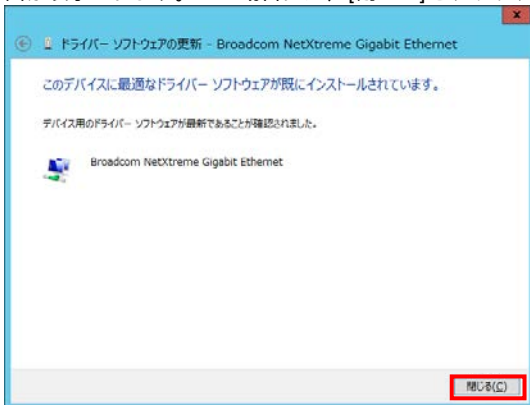 ドライバー ソフトウェアの更新 - Broadcom NetXtreme Gigabit Ethernet
このデバイスに最適なドライバー ソフトウェアが既にインストールされています。
デバイス用のドライバー ソフトウェアが最新であることが確認されました。
Broadcom NetXtreme Gigabit Ethernet
閉じる(C)